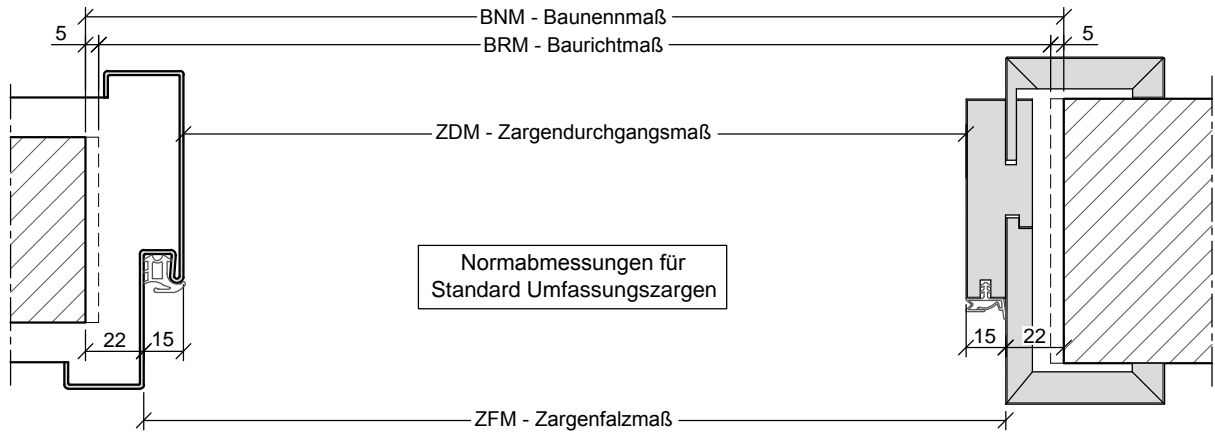 BNM - Baunennmaß
5
5
BRM - Baurichtmaß
ZDM - Zargendurchgangsmaß
Normabmessungen für
Standard Umfassungszargen
22
15
15
22
ZFM - Zargenfalzmaß